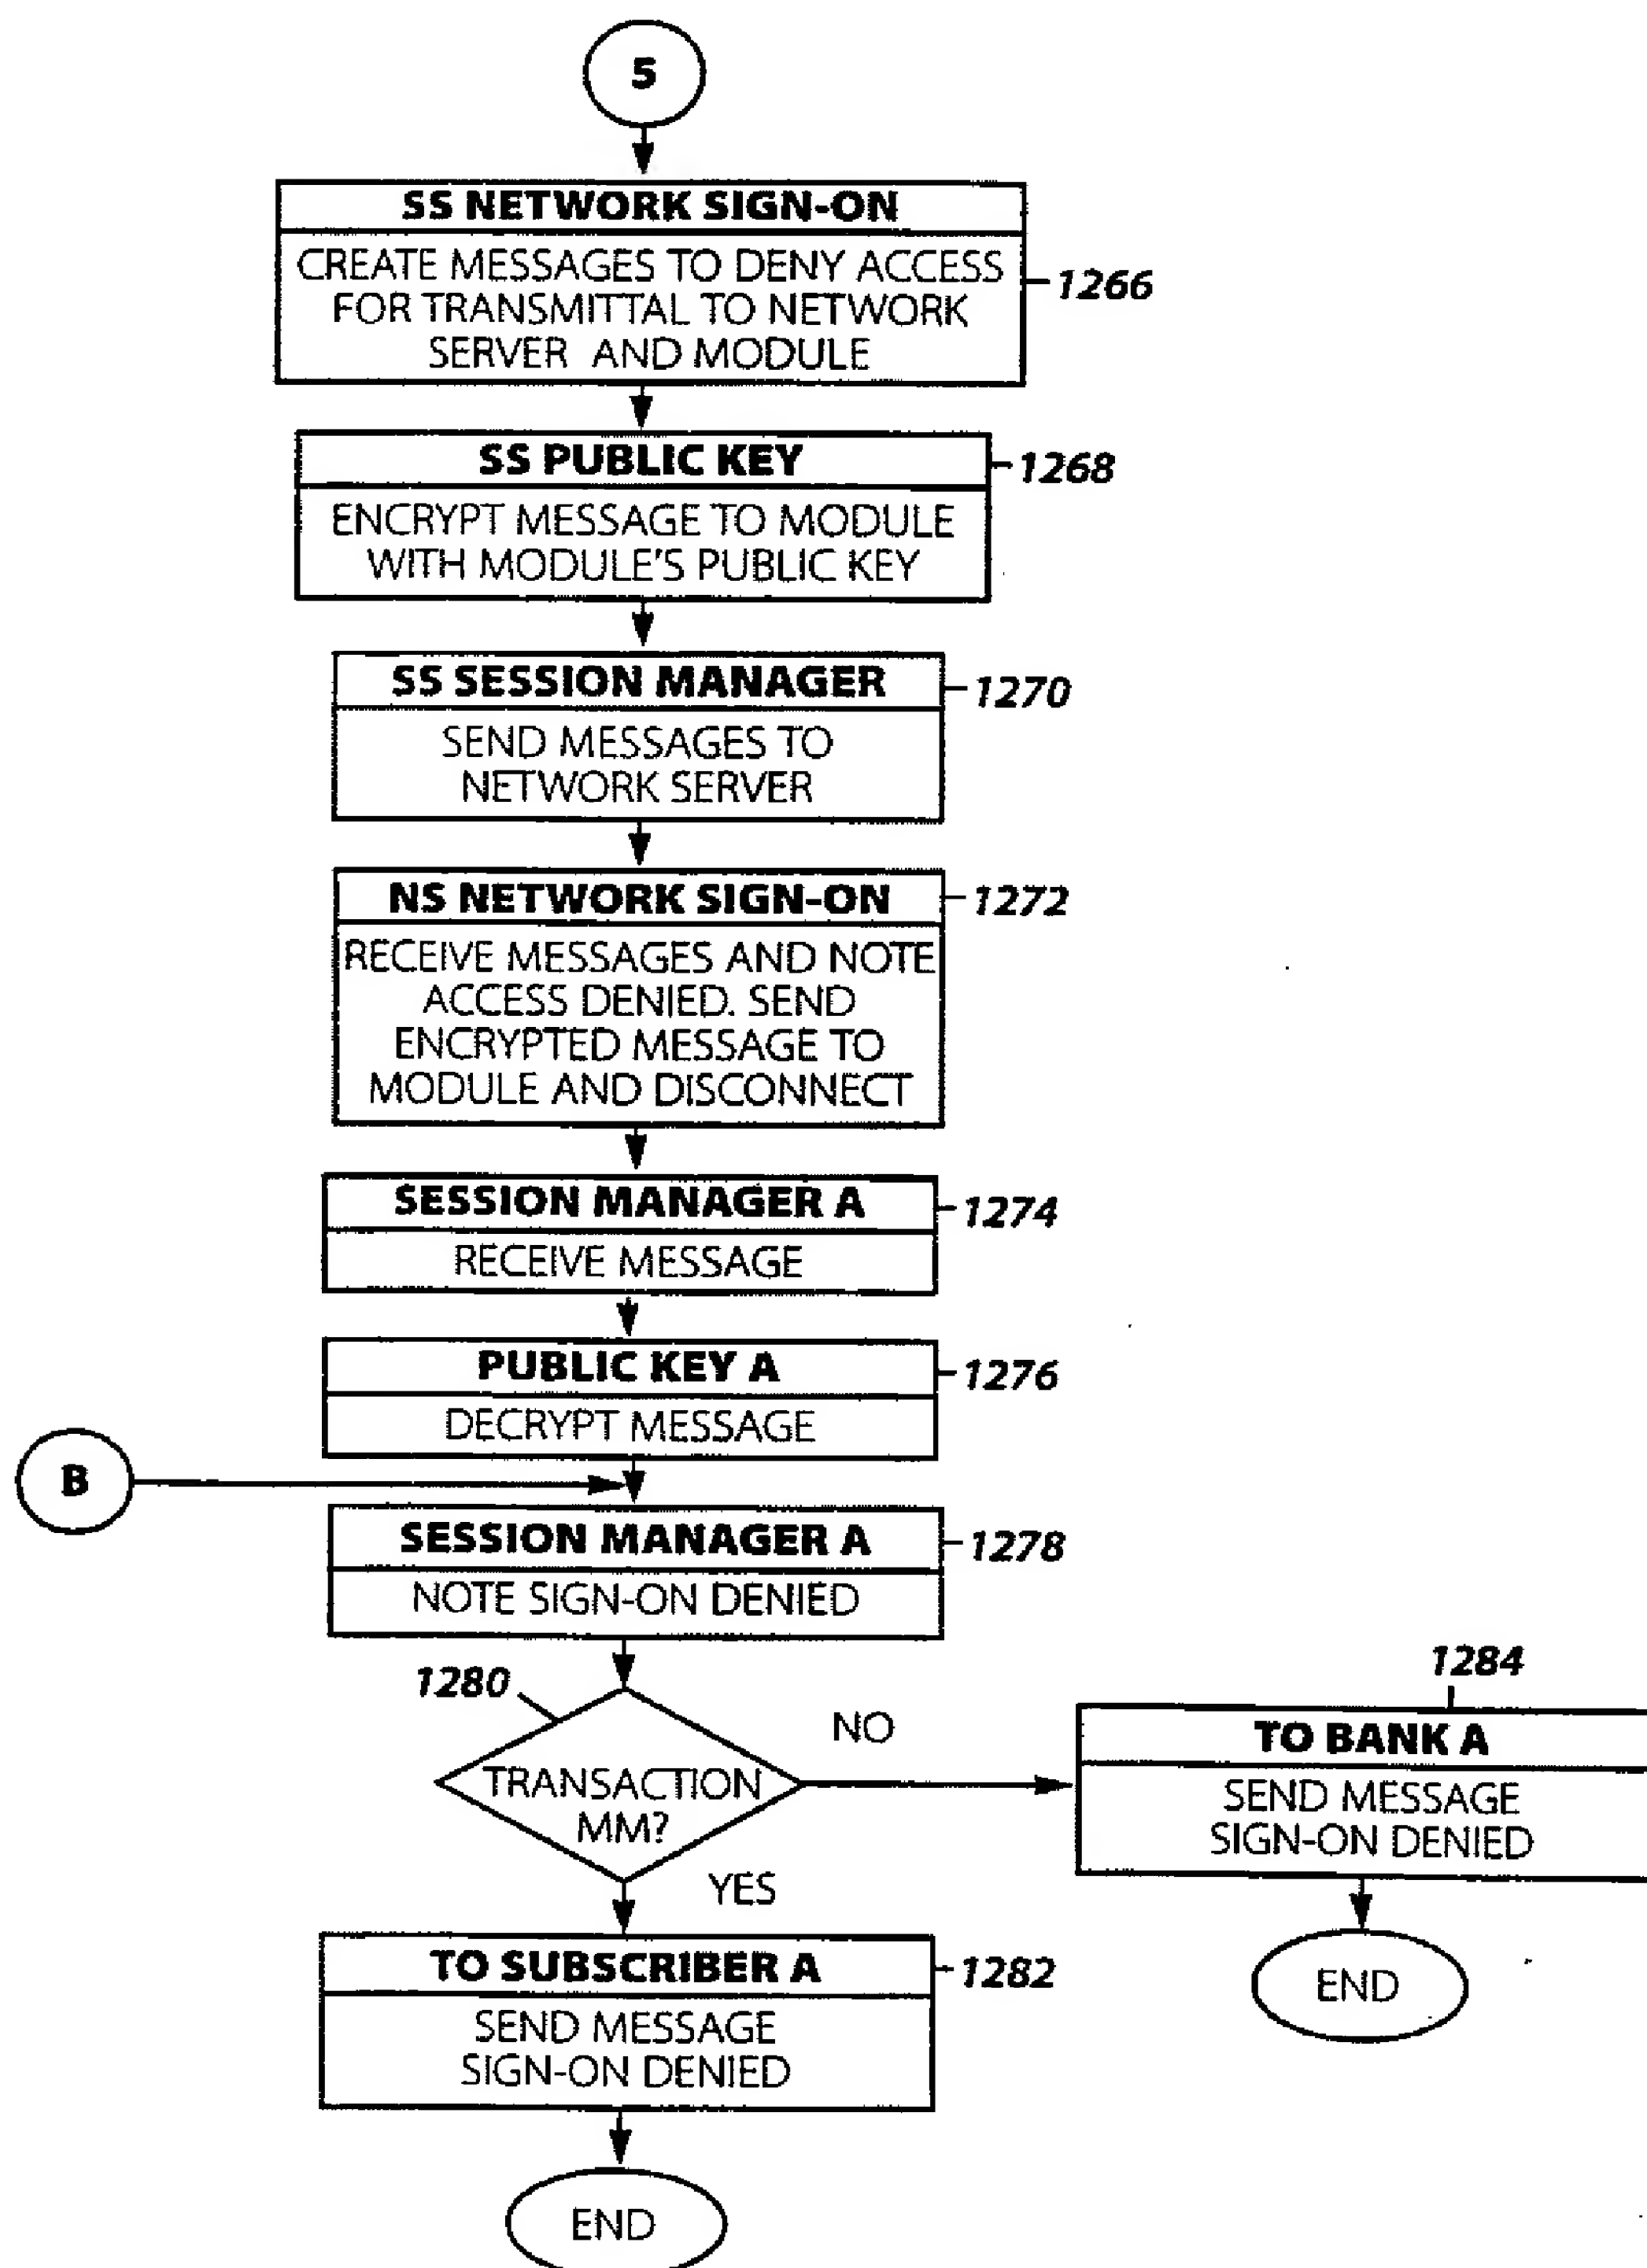 5
SS NETWORK SIGN-ON
CREATE MESSAGES TO DENY ACCESS
FOR TRANSMITTAL TO NETWORK
SERVER AND MODULE
1266
SS PUBLIC KEY
1268
ENCRYPT MESSAGE TO MODULE
WITH MODULE'S PUBLIC KEY
SS SESSION MANAGER
1270
SEND MESSAGES TO
NETWORK SERVER
NS NETWORK SIGN-ON
1272
RECEIVE MESSAGES AND NOTE
ACCESS DENIED. SEND
ENCRYPTED MESSAGE TO
MODULE AND DISCONNECT
SESSION MANAGER A
1274
RECEIVE MESSAGE
PUBLIC KEY A
1276
DECRYPT MESSAGE
B
SESSION MANAGER A
1278
NOTE SIGN-ON DENIED
1280
TRANSACTION
MM?
NO
1284
TO BANK A
SEND MESSAGE
SIGN-ON DENIED
END
YES
TO SUBSCRIBER A
1282
SEND MESSAGE
SIGN-ON DENIED
END